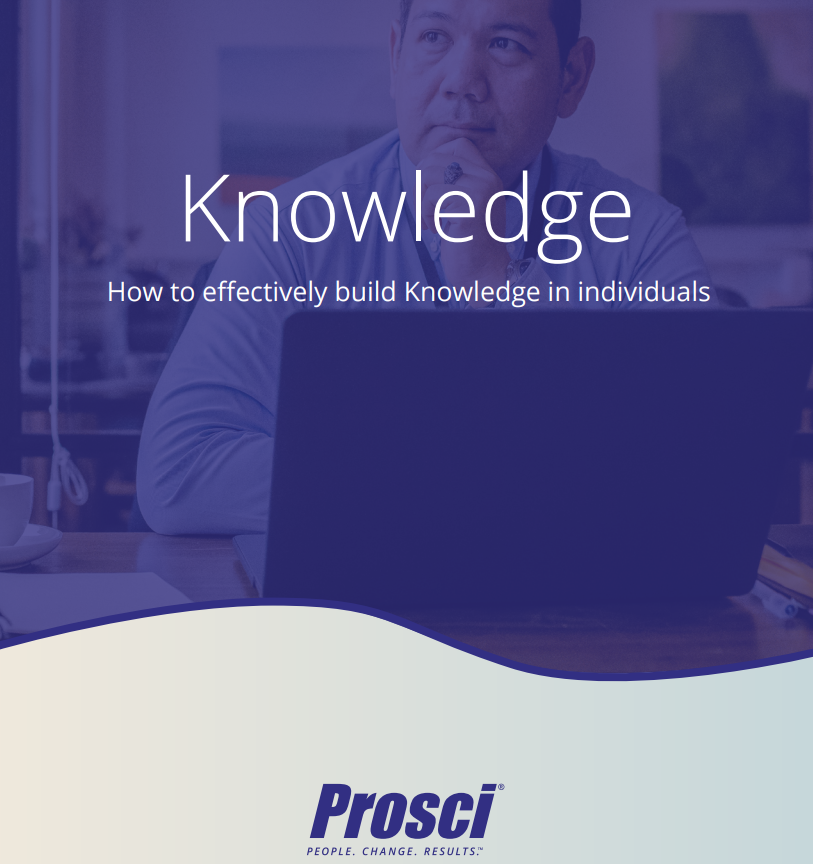 Knowledge
How to effectively build Knowledge in individuals
Prosci®
PEOPLE. CHANGE. RESULTS.™